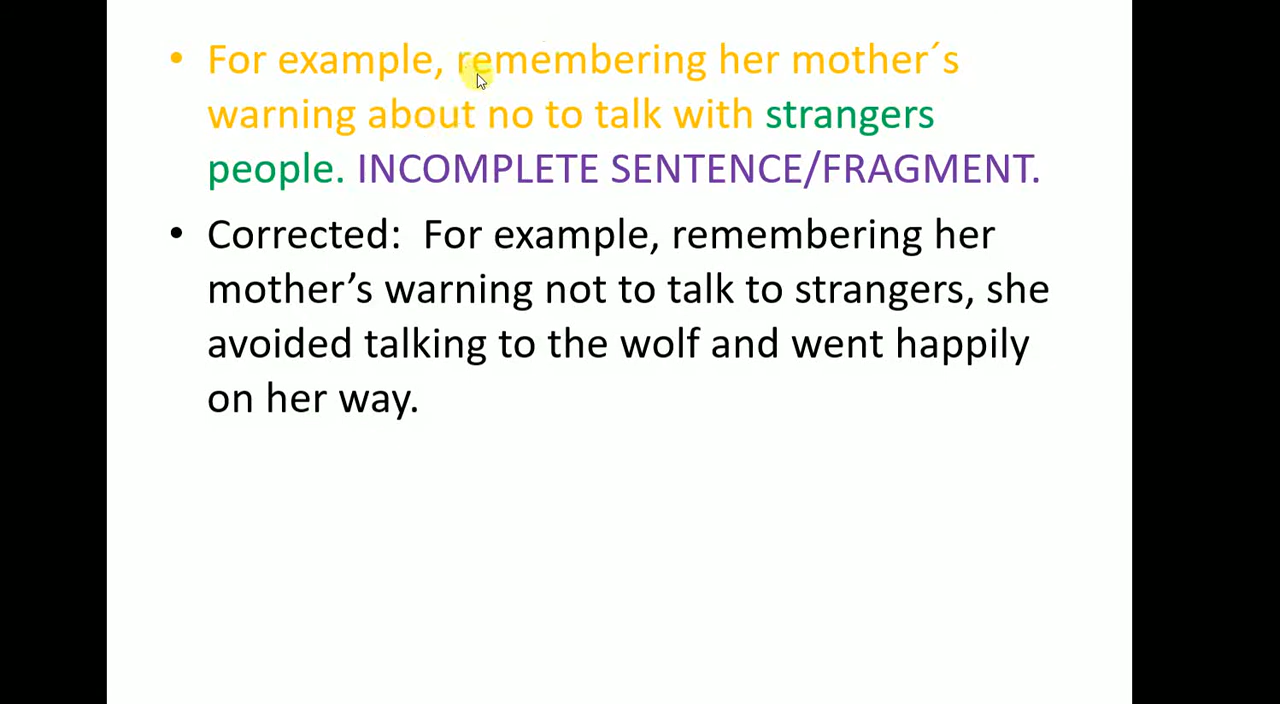 • For example, remembering her mother´s
warning about no to talk with strangers
people. INCOMPLETE SENTENCE/FRAGMENT.
• Corrected:  For example, remembering her
mother’s warning not to talk to strangers, she
avoided talking to the wolf and went happily
on her way.